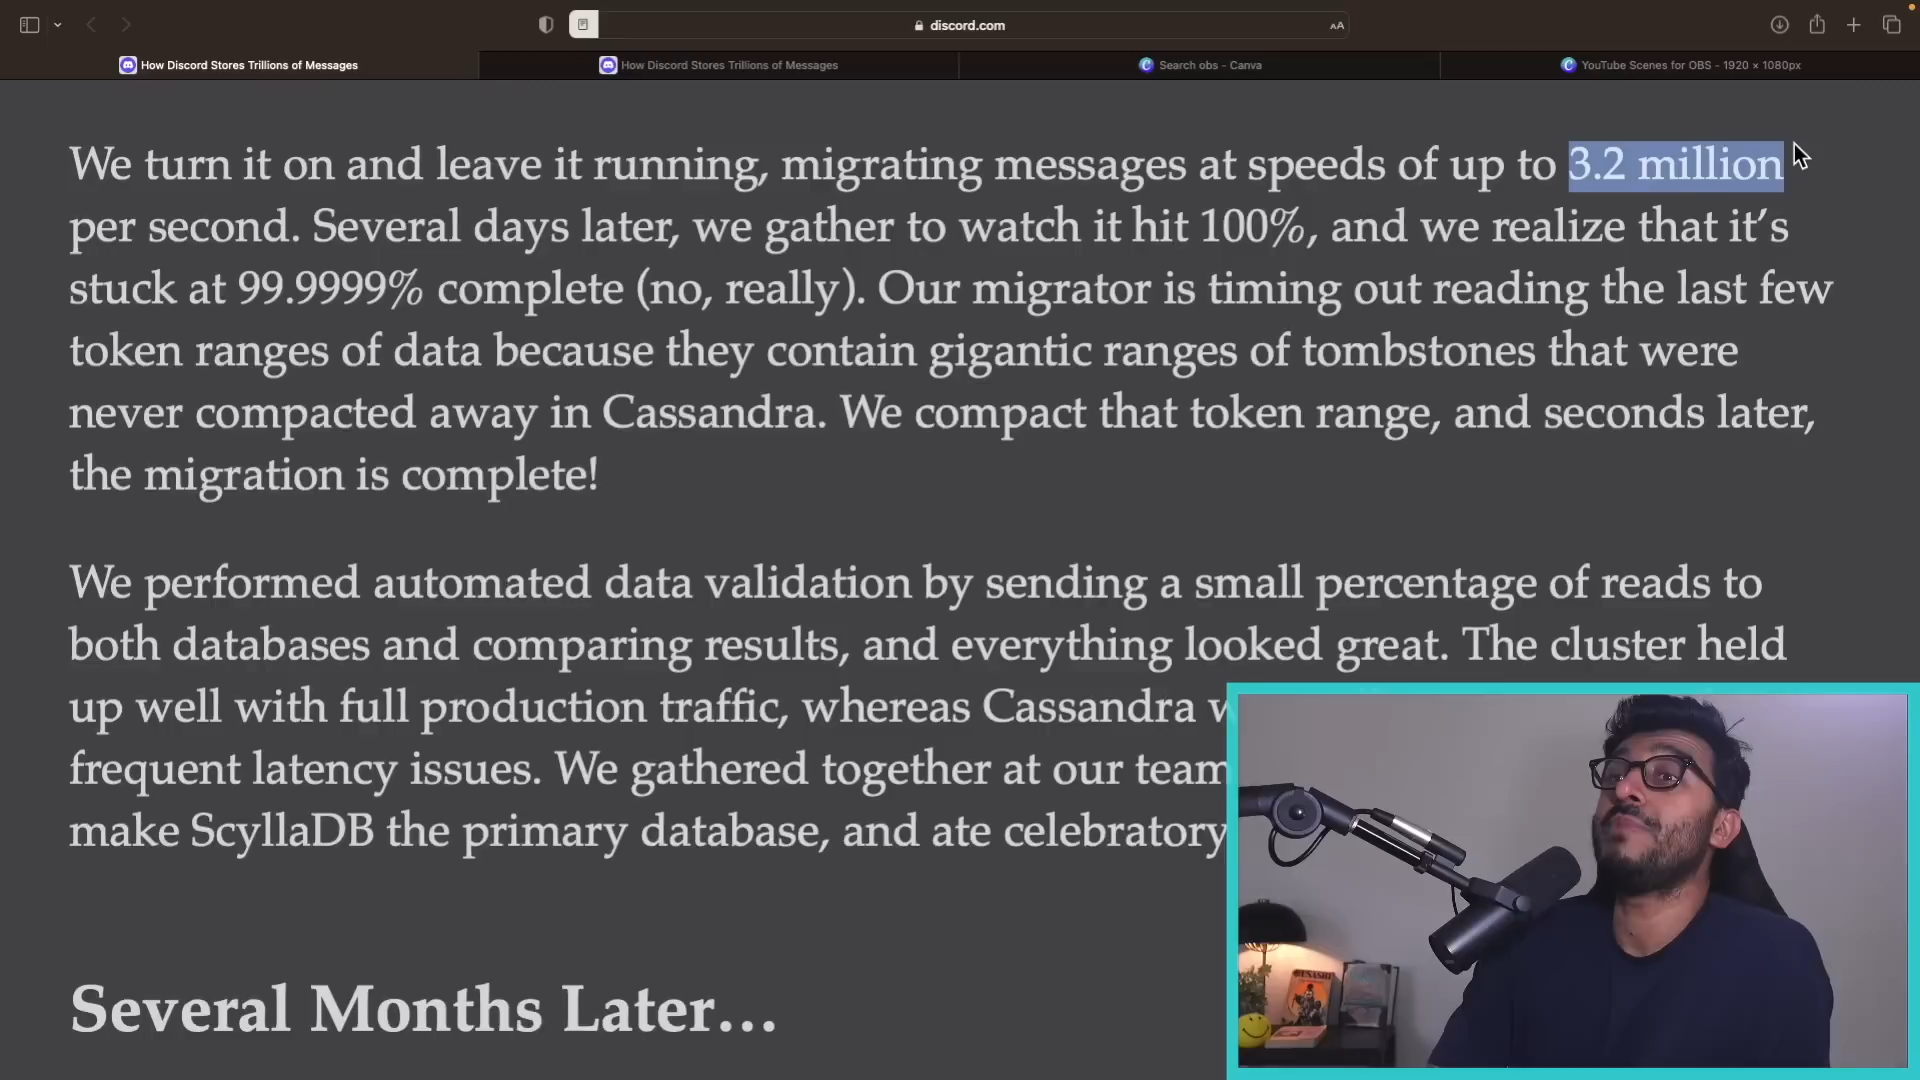 discord.com
AA
How Discord Stores Trillions of Messages
How Discord Stores Trillions of Messages
Search obs - Canva
YouTube Scenes for OBS - 1920 × 1080px
We turn it on and leave it running, migrating messages at speeds of up to 3.2 million
per second. Several days later, we gather to watch it hit 100%, and we realize that it’s
stuck at 99.9999% complete (no, really). Our migrator is timing out reading the last few
token ranges of data because they contain gigantic ranges of tombstones that were
never compacted away in Cassandra. We compact that token range, and seconds later,
the migration is complete!
We performed automated data validation by sending a small percentage of reads to
both databases and comparing results, and everything looked great. The cluster held
up well with full production traffic, whereas Cassandra
frequent latency issues. We gathered together at our team
make ScyllaDB the primary database, and ate celebratory
Several Months Later…